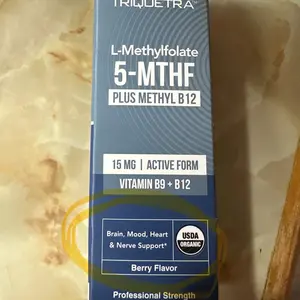 TRIQUETRA™
L-Methylfolate
5-MTHF
PLUS METHYL B12
15 MG | ACTIVE FORM
VITAMIN B9 + B12
Brain, Mood, Heart
& Nerve Support*
USDA
ORGANIC
Berry Flavor
Professional Strength